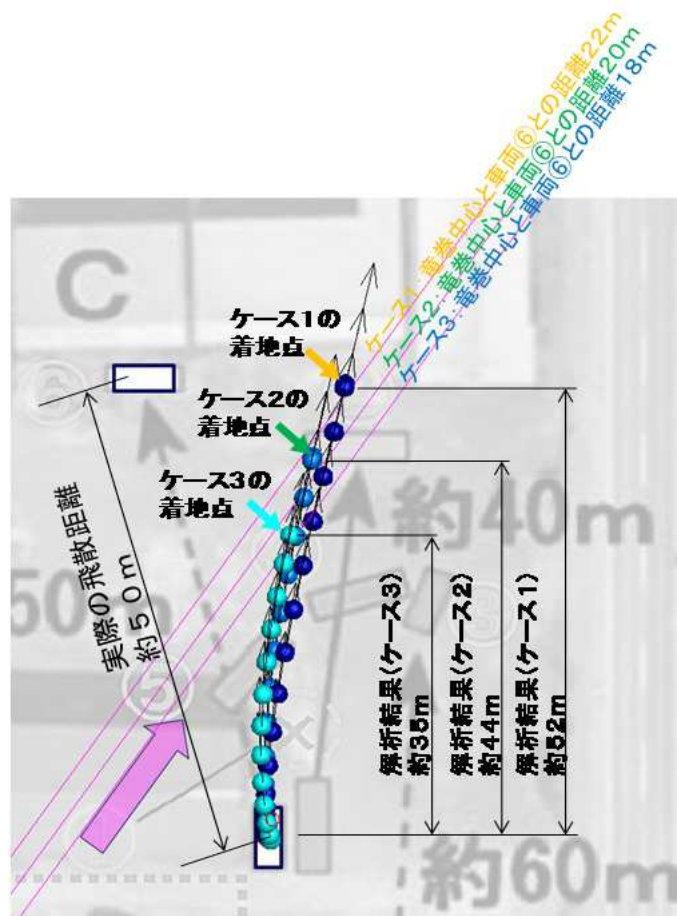 ケース1：竜巻中心と車両⑥との距離22m
ケース2：竜巻中心と車両⑥との距離20m
ケース3：竜巻中心と車両⑥との距離18m
C
ケース1の
着地点
ケース2の
着地点
ケース3の
着地点
実際の飛散距離
約50m
約40m
50m
⑤
解析結果(ケース3)
約35m
解析結果(ケース2)
約44m
解析結果(ケース1)
約52m
約60m